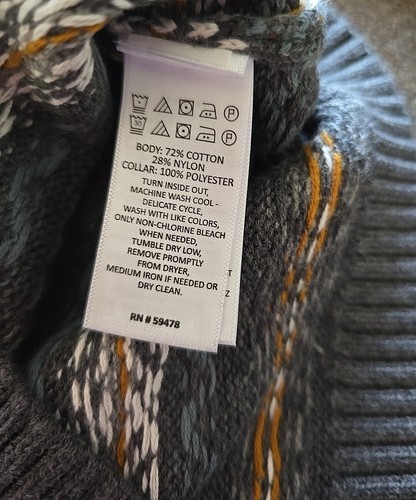 30
P
BODY: 72% COTTON
28% NYLON
COLLAR: 100% POLYESTER
TURN INSIDE OUT,
MACHINE WASH COOL -
DELICATE CYCLE,
WASH WITH LIKE COLORS,
ONLY NON-CHLORINE BLEACH
WHEN NEEDED,
TUMBLE DRY LOW,
REMOVE PROMPTLY
FROM DRYER,
MEDIUM IRON IF NEEDED OR
DRY CLEAN.
RN # 59478
T
Z